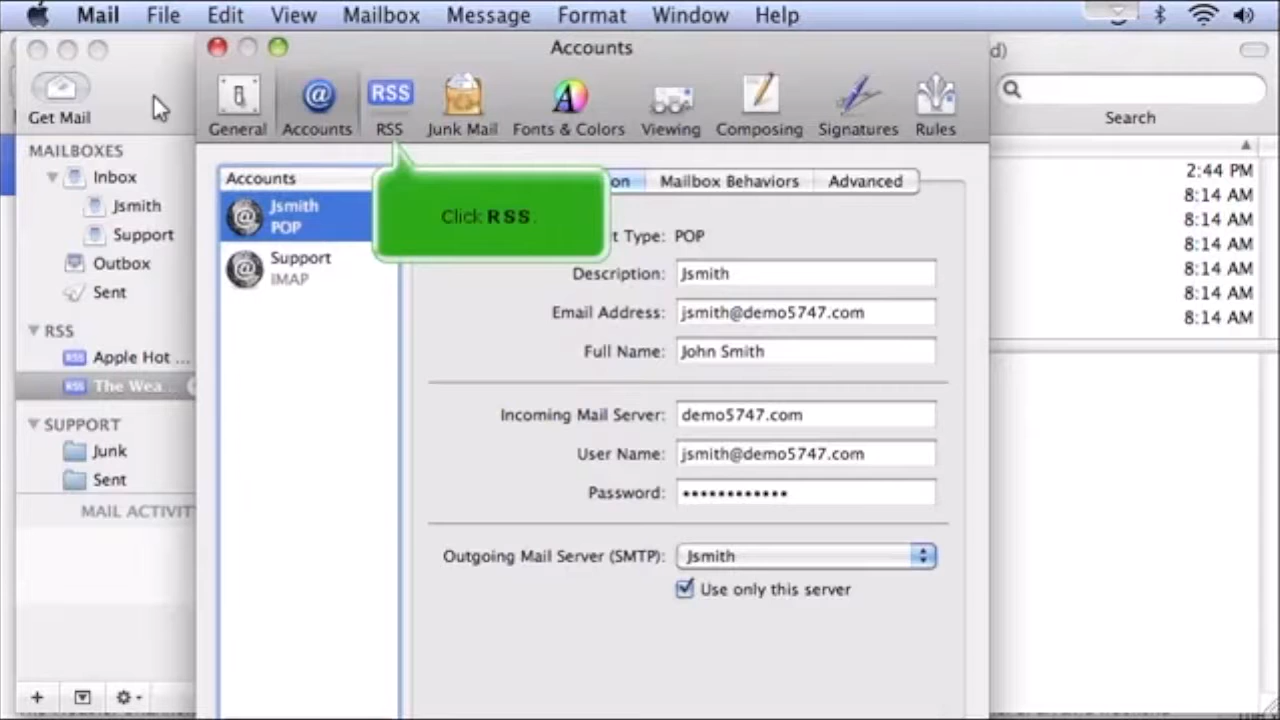 Mail File Edit View Mailbox Message Format Window Help
Accounts
d)
Get Mail
General Accounts RSS RSS Junk Mail Fonts & Colors Viewing Composing Signatures Rules
Search
MAILBOXES
Inbox
Jsmith
Support
Outbox
Sent
RSS
RSS Apple Hot ...
RSS The Wea...
SUPPORT
Junk
Sent
MAIL ACTIVIT
Accounts
Jsmith
POP
Support
IMAP
Click RSS.
on Mailbox Behaviors Advanced
t Type: POP
Description: Jsmith
Email Address: jsmith@demo5747.com
Full Name: John Smith
Incoming Mail Server: demo5747.com
User Name: jsmith@demo5747.com
Password: ••••••••••••
Outgoing Mail Server (SMTP): Jsmith
Use only this server
2:44 PM
8:14 AM
8:14 AM
8:14 AM
8:14 AM
8:14 AM
8:14 AM